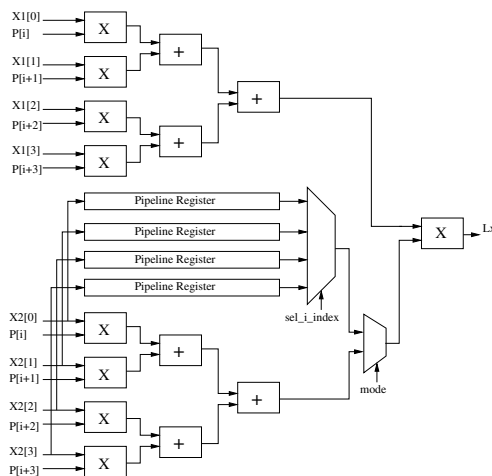 X1[0]
P[i]
X
X1[1]
P[i+1]
X
+
X1[2]
P[i+2]
X
+
X1[3]
P[i+3]
X
+
Pipeline Register
Pipeline Register
Pipeline Register
Pipeline Register
sel_i_index
X
Lx
X2[0]
P[i]
X
X2[1]
P[i+1]
X
+
mode
X2[2]
P[i+2]
X
+
X2[3]
P[i+3]
X
+